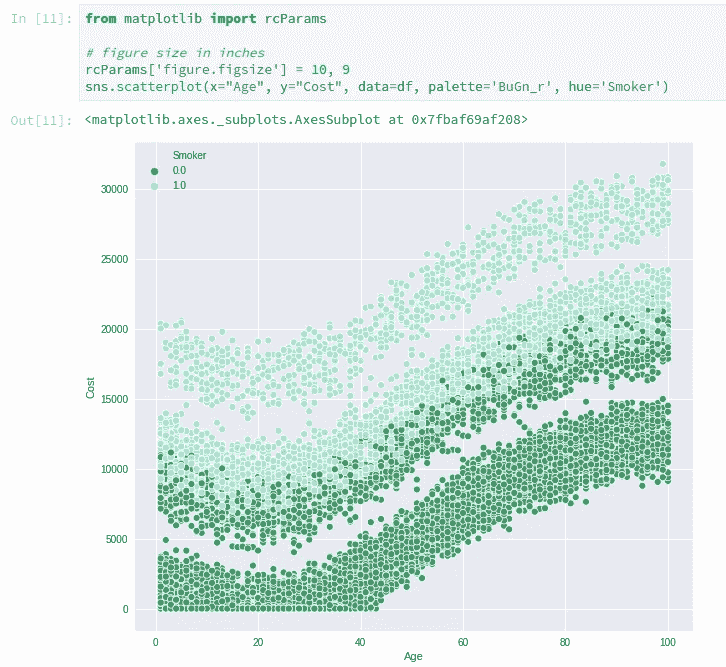 In [11]: from matplotlib import rcParams
# figure size in inches
rcParams['figure.figsize'] = 10, 9
sns.scatterplot(x="Age", y="Cost", data=df, palette='BuGn_r', hue='Smoker')
Out[11]: <matplotlib.axes._subplots.AxesSubplot at 0x7fbaf69af208>
Smoker
0.0
1.0
30000
25000
20000
15000
10000
5000
0
Cost
0 20 40 60 80 100
Age